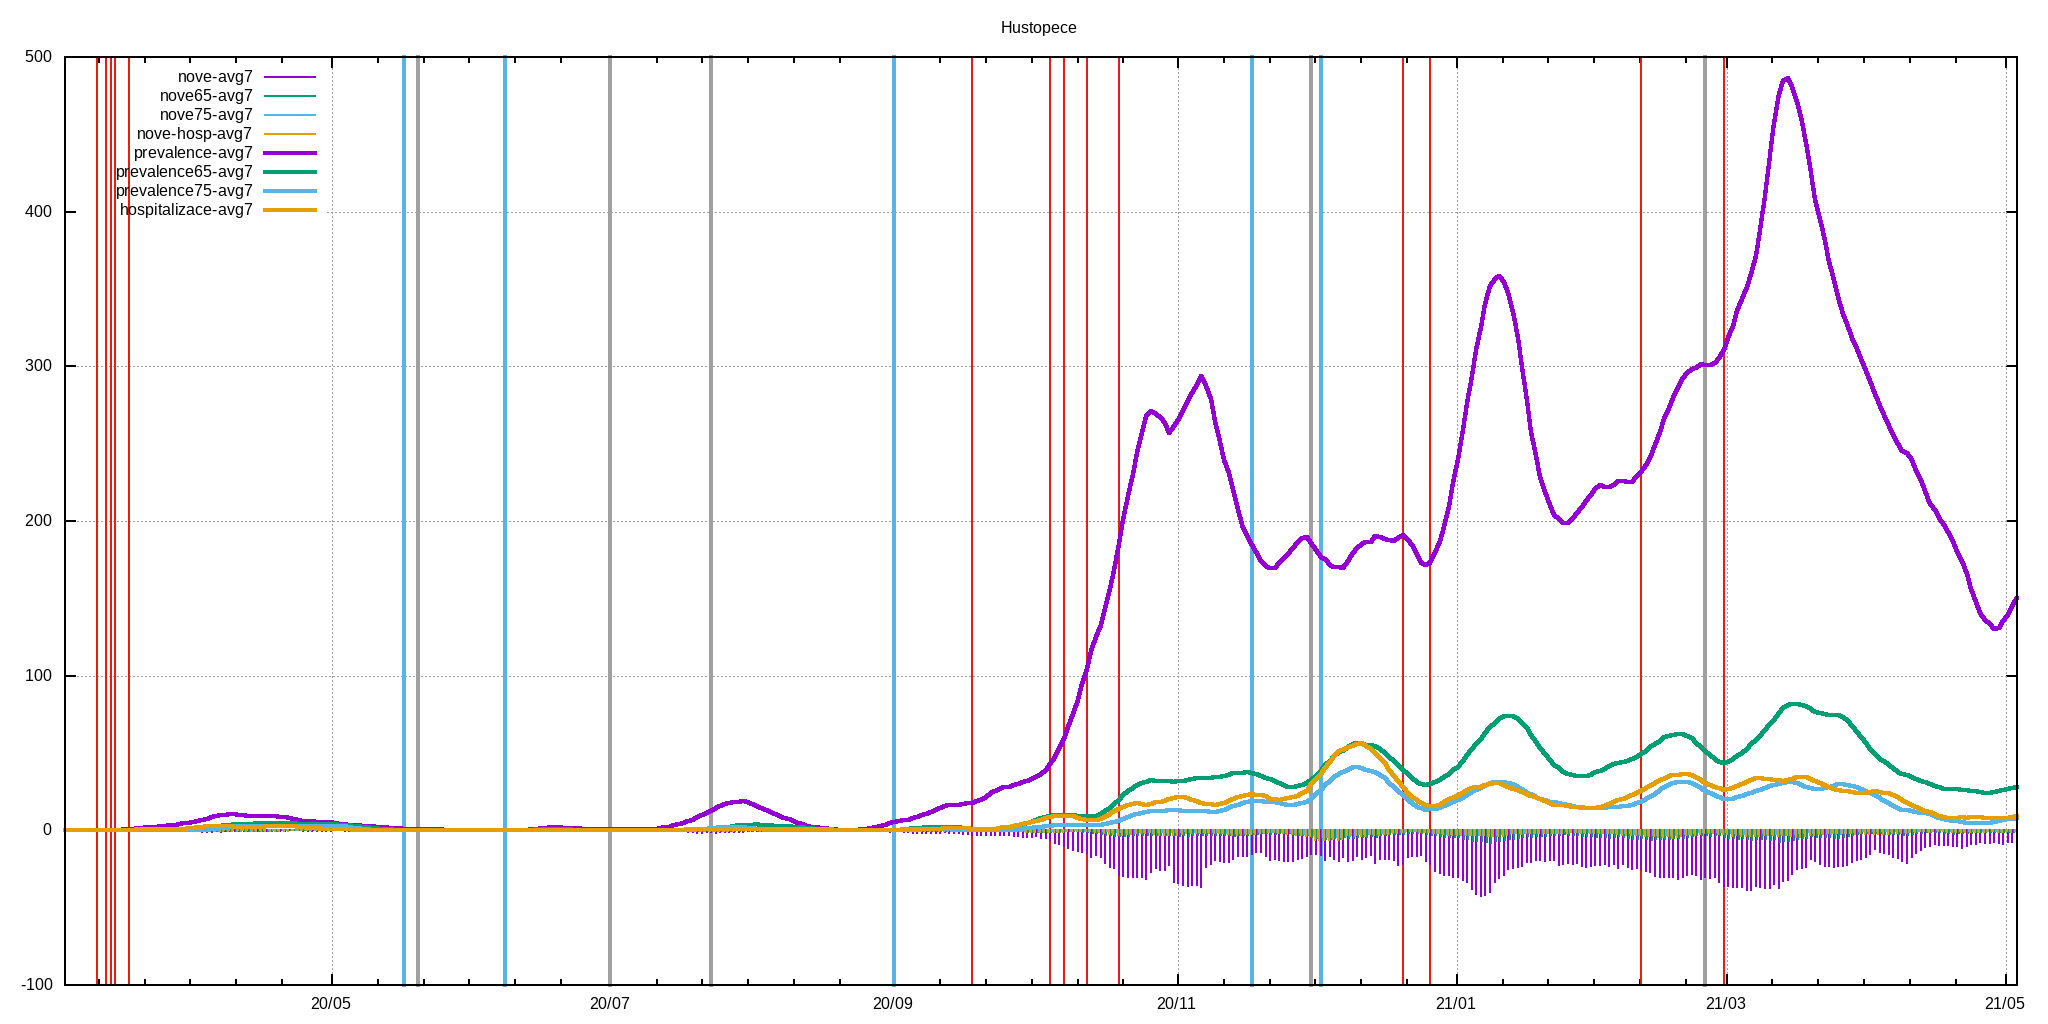 Hustopece
500
400
300
200
100
0
-100
nove-avg7
nove65-avg7
nove75-avg7
nove-hosp-avg7
prevalence-avg7
prevalence65-avg7
prevalence75-avg7
hospitalizace-avg7
20/05 20/07 20/09 20/11 21/01 21/03 21/05